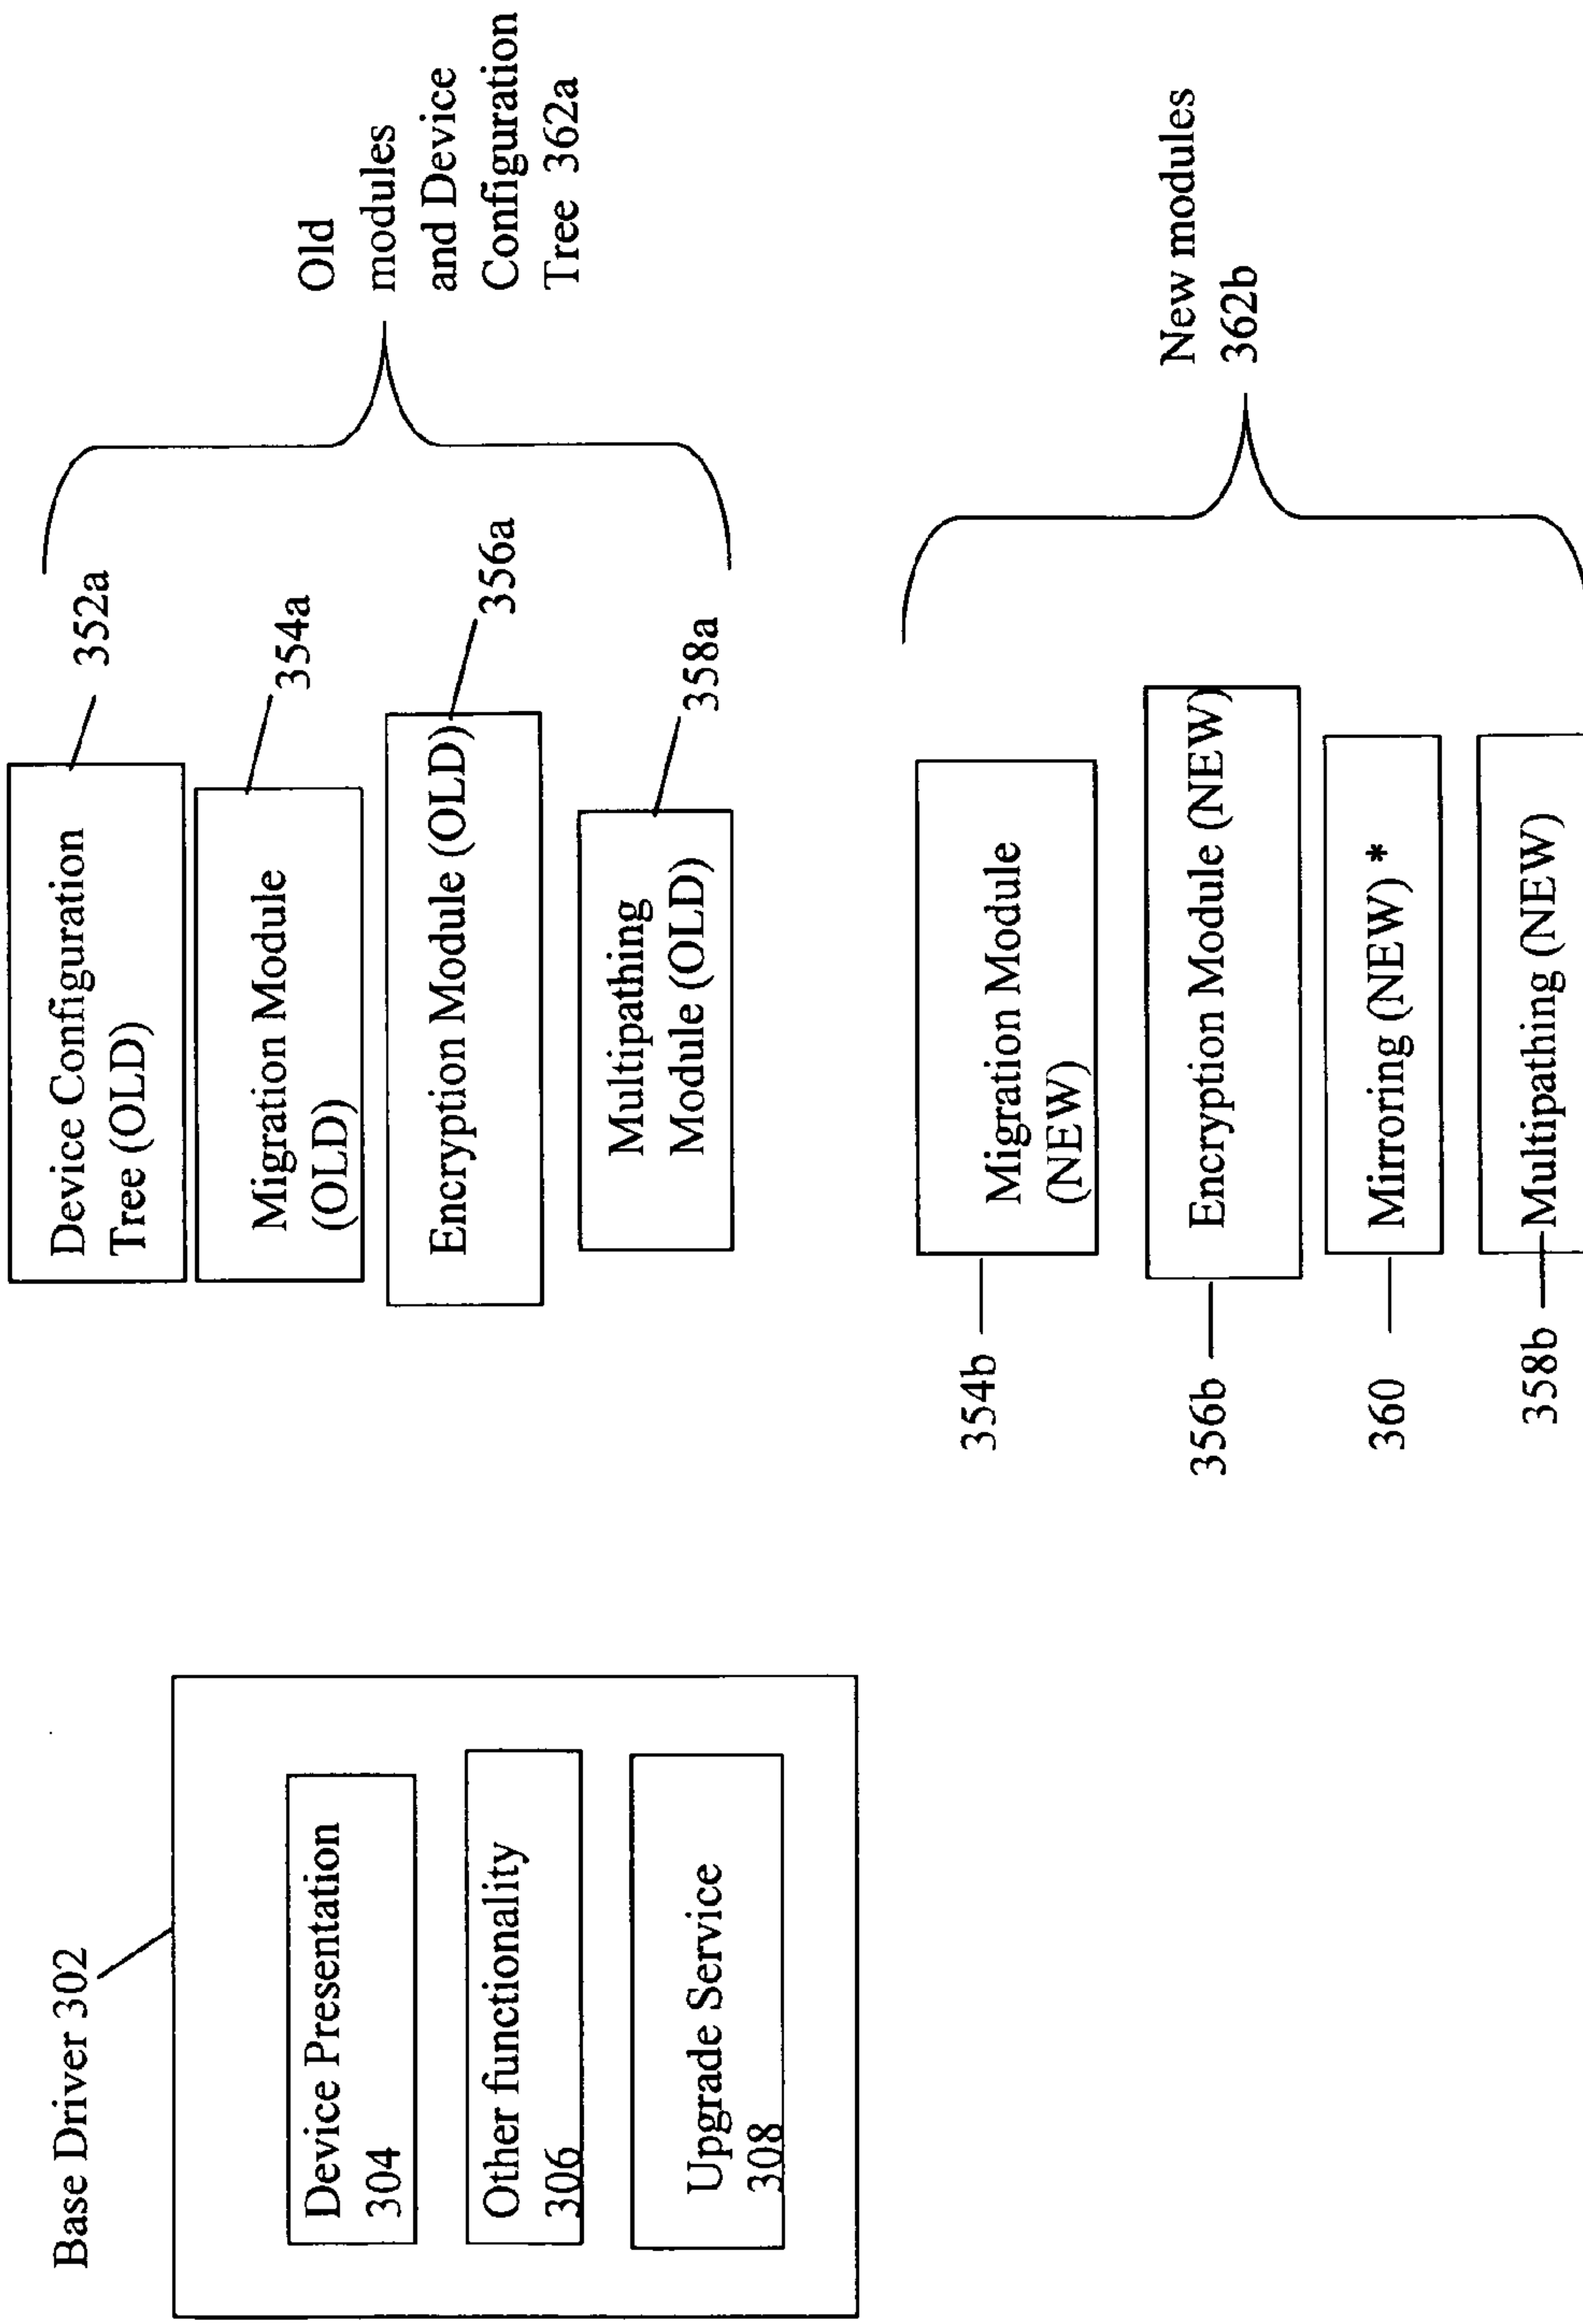 Base Driver 302
Device Presentation
304
Other functionality
306
Upgrade Service
308
Device Configuration
Tree (OLD)
352a
Migration Module
(OLD)
354a
Encryption Module (OLD)
356a
Multipathing
Module (OLD)
358a
Old
modules
and Device
Configuration
Tree 362a
354b
Migration Module
(NEW)
356b
Encryption Module (NEW)
360
Mirroring (NEW) *
358b
Multipathing (NEW)
New modules
362b